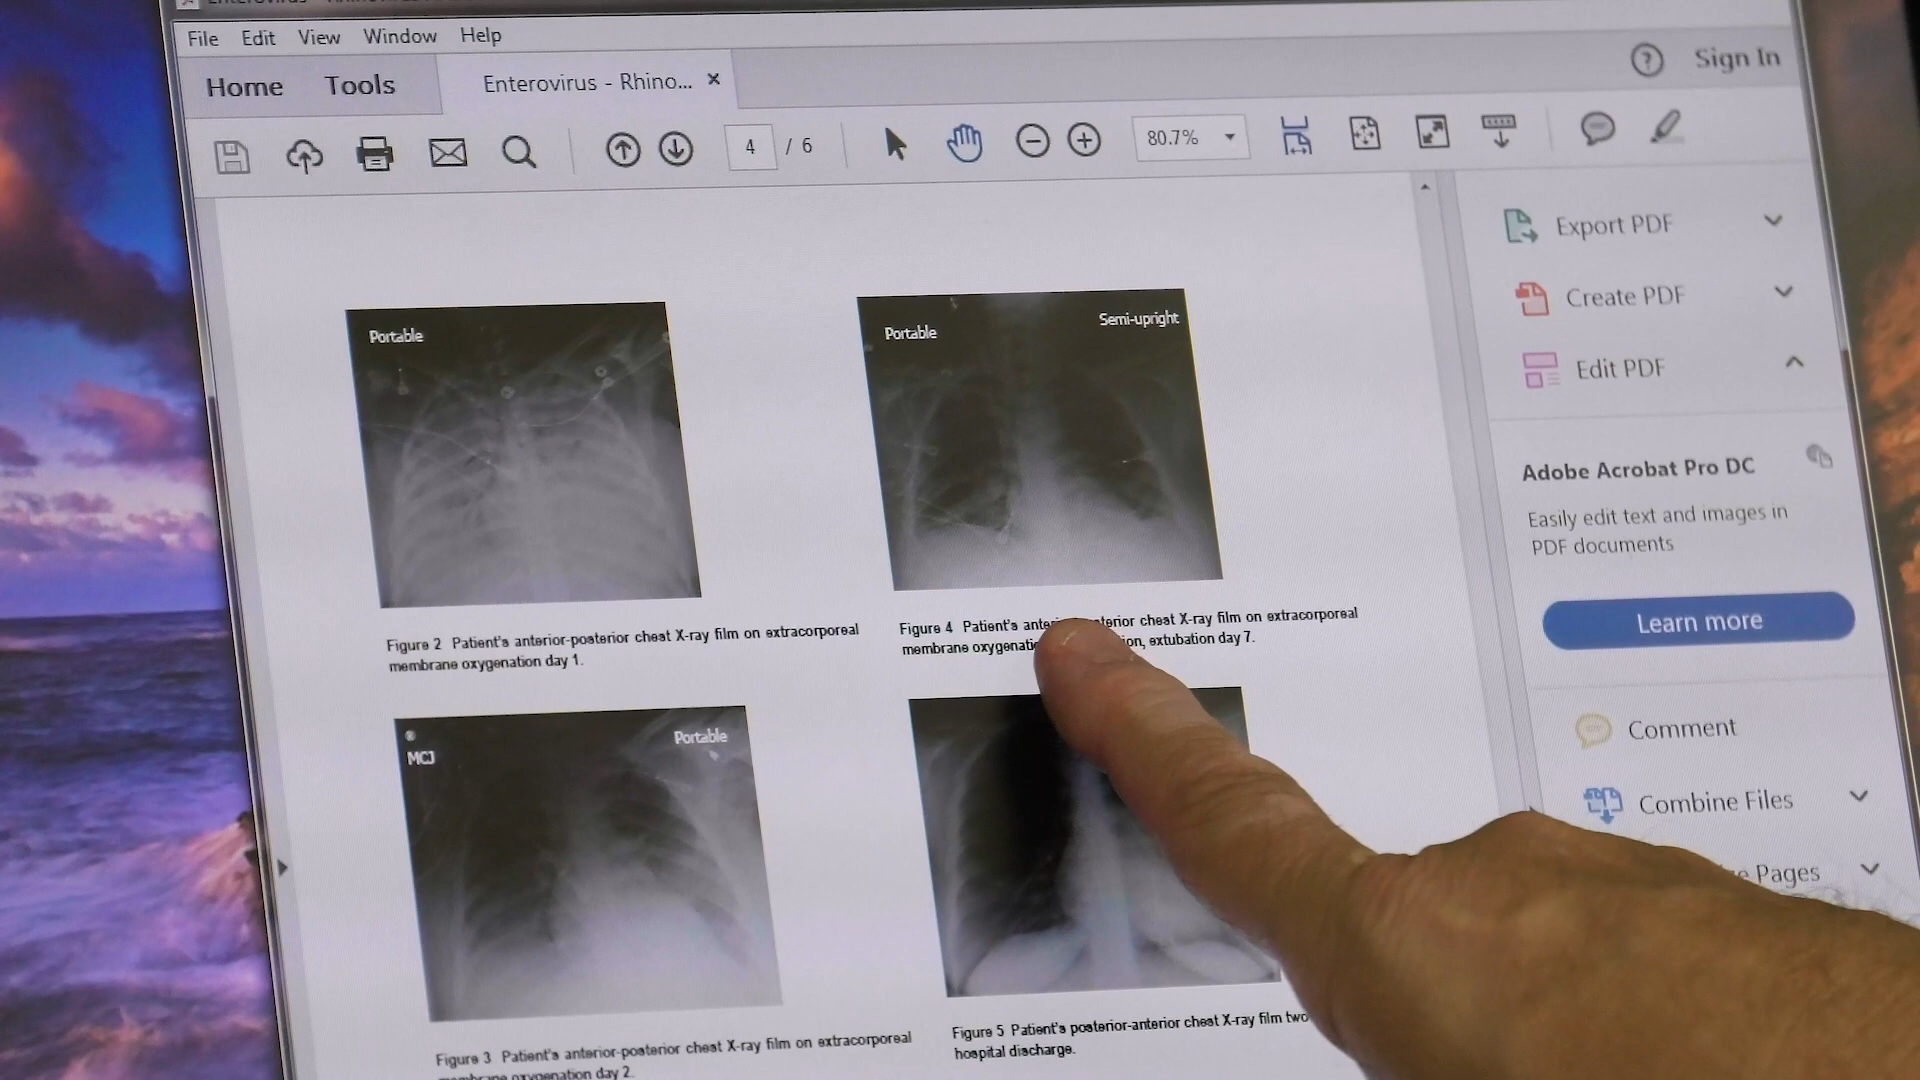 File Edit View Window Help
Home Tools Enterovirus - Rhino... ×
? Sign In
4 / 6 80.7%
Export PDF
Create PDF
Edit PDF
Adobe Acrobat Pro DC
Easily edit text and images in
PDF documents
Learn more
Comment
Combine Files
Pages
Portable
Figure 2 Patient's anterior-posterior chest X-ray film on extracorporeal
membrane oxygenation day 1.
Portable Semi-upright
Figure 4 Patient's chest X-ray film on extracorporeal
membrane extubation day 7.
® Portable
MCJ
Figure 3 Patient's anterior-posterior chest X-ray film on extracorporeal
membrane oxygenation day 2.
Figure 5 Patient's posterior-anterior chest X-ray film two
hospital discharge.